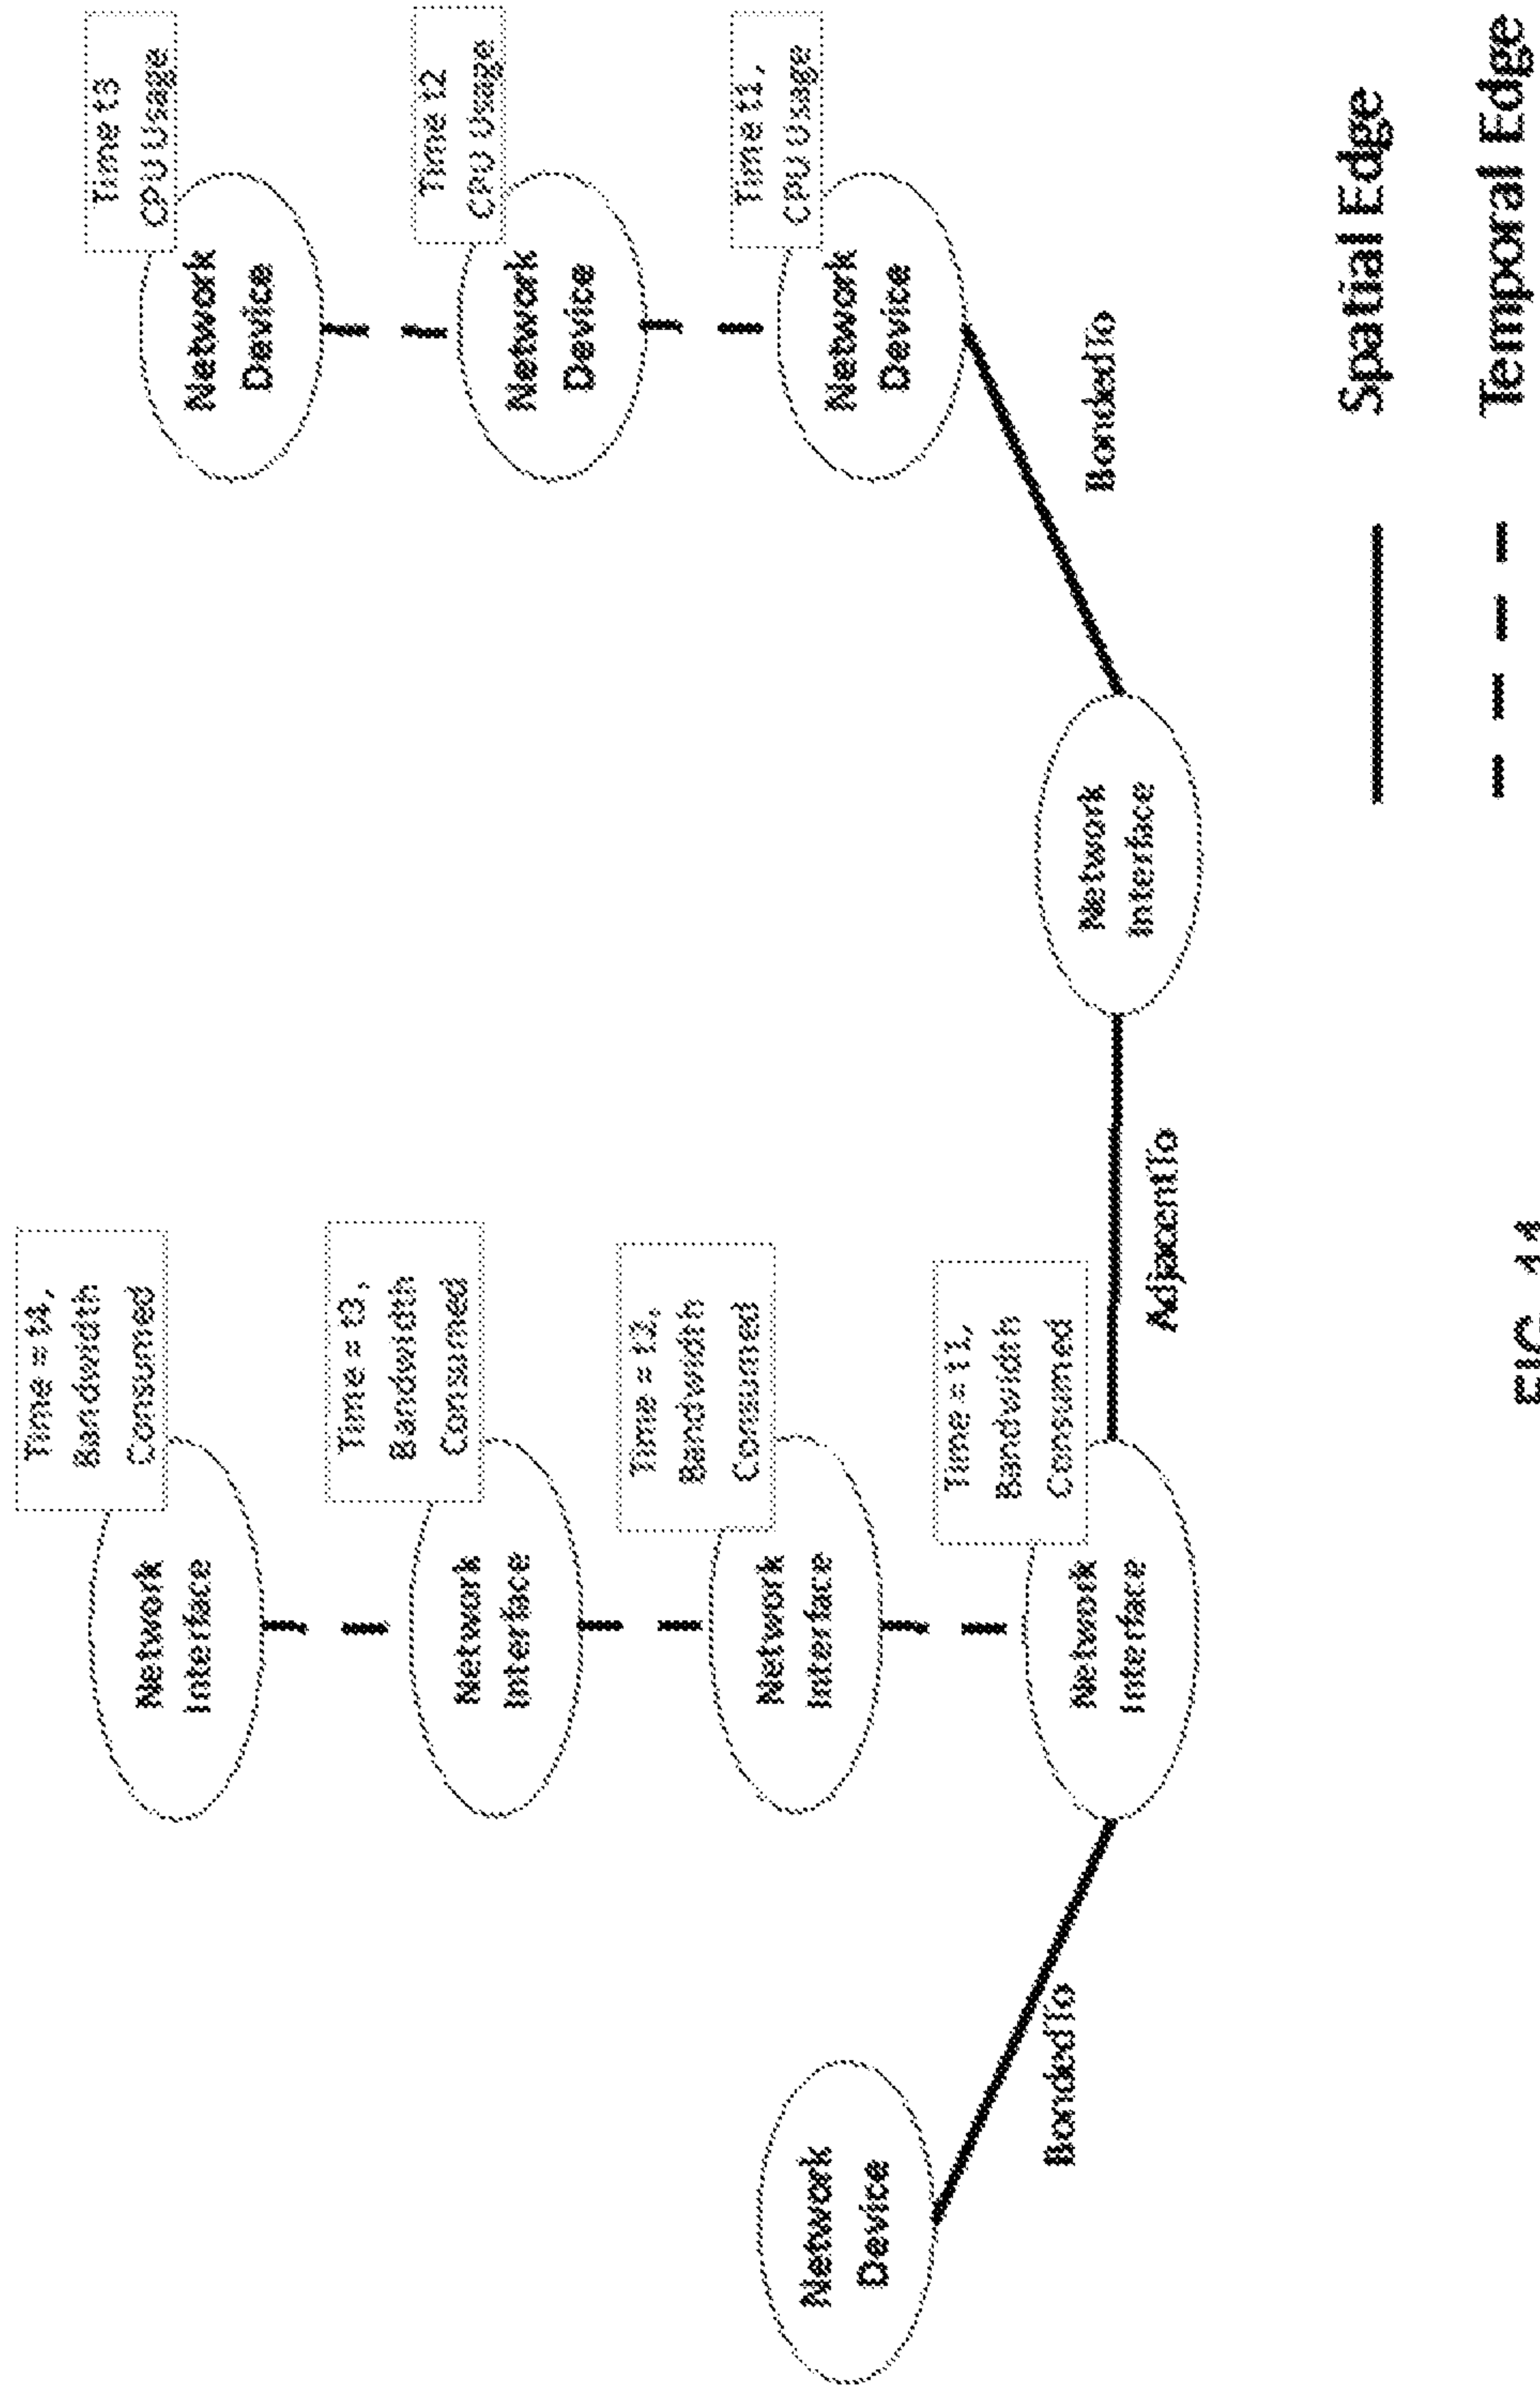 Time = t4,
Bandwidth
Consumed
Network
Interface
Time = t3,
Bandwidth
Consumed
Network
Interface
Time = t2,
Bandwidth
Consumed
Network
Interface
Time = t1,
Bandwidth
Consumed
Network
Interface
Time t3
CPU Usage
Network
Device
Time t2
CPU Usage
Network
Device
Time t1,
CPU Usage
Network
Device
Network
Device
BondedTo
AdjacentTo
Network
Interface
BondedTo
Spatial Edge
Temporal Edge
FIG.